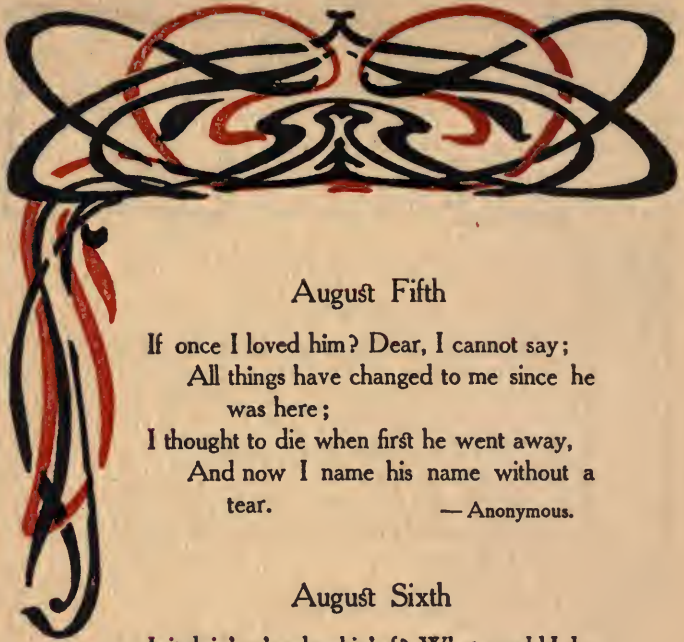 August Fifth
If once I loved him? Dear, I cannot say;
All things have changed to me since he
was here;
I thought to die when first he went away,
And now I name his name without a
tear. — Anonymous.
August Sixth